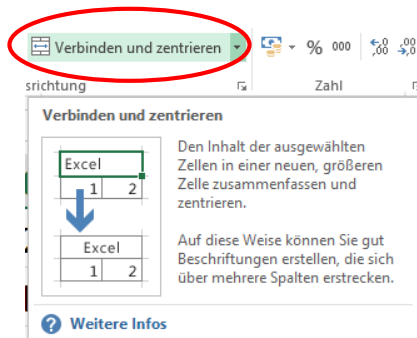 Verbinden und zentrieren % 000 ,00 ,00
srichtung Zahl
Verbinden und zentrieren
Excel
1 2
Excel
1 2
Den Inhalt der ausgewählten
Zellen in einer neuen, größeren
Zelle zusammenfassen und
zentrieren.
Auf diese Weise können Sie gut
Beschriftungen erstellen, die sich
über mehrere Spalten erstrecken.
? Weitere Infos